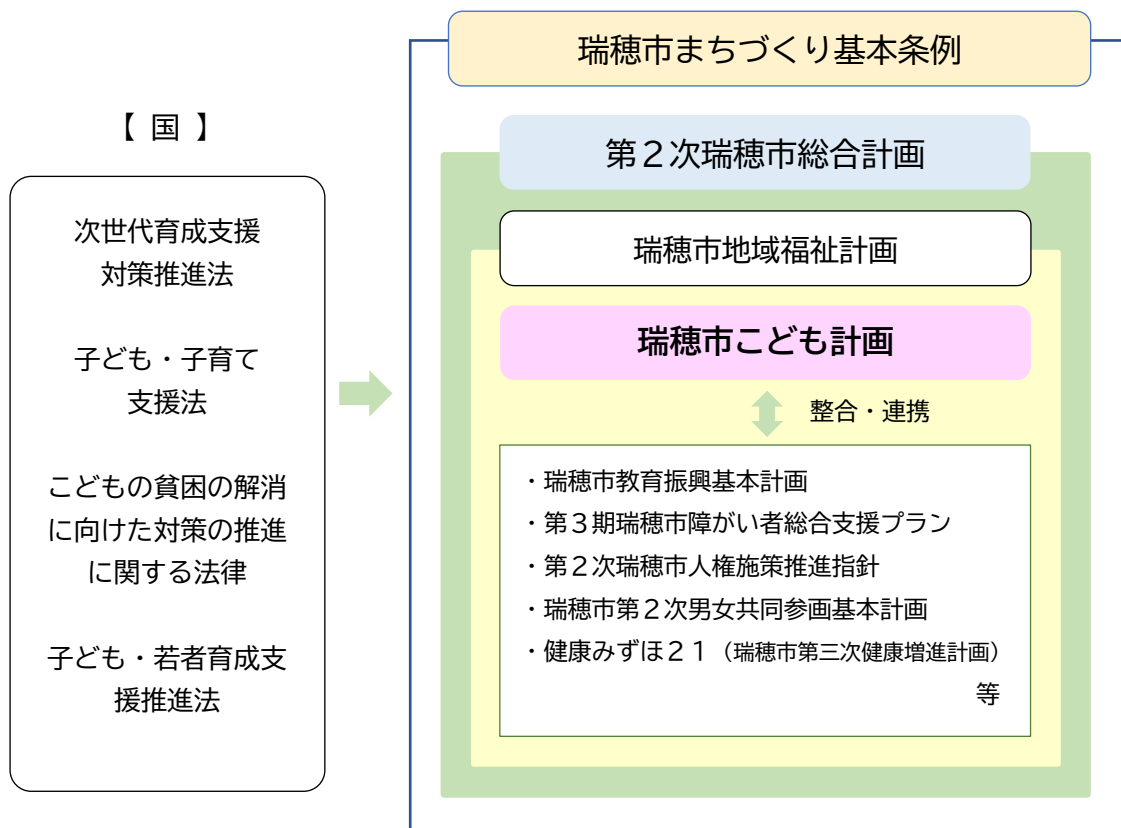 【 国 】
次世代育成支援
対策推進法
子ども・子育て
支援法
こどもの貧困の解消
に向けた対策の推進
に関する法律
子ども・若者育成支
援推進法
瑞穂市まちづくり基本条例
第２次瑞穂市総合計画
瑞穂市地域福祉計画
瑞穂市こども計画
整合・連携
・瑞穂市教育振興基本計画
・第３期瑞穂市障がい者総合支援プラン
・第２次瑞穂市人権施策推進指針
・瑞穂市第２次男女共同参画基本計画
・健康みずほ２１（瑞穂市第三次健康増進計画）
等